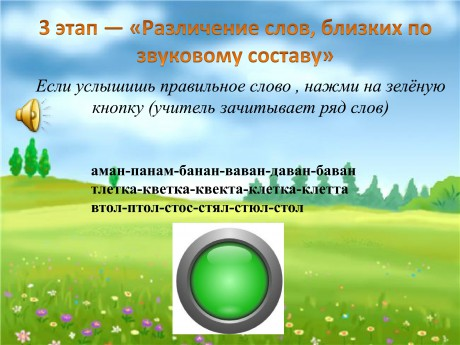 3 этап — «Различение слов, близких по
звуковому составу»
Если услышишь правильное слово , нажми на зелёную
кнопку (учитель зачитывает ряд слов)
аман-панам-банан-ваван-даван-баван
тлетка-кветка-квекта-клетка-клетта
втол-птол-стос-стял-стюл-стол